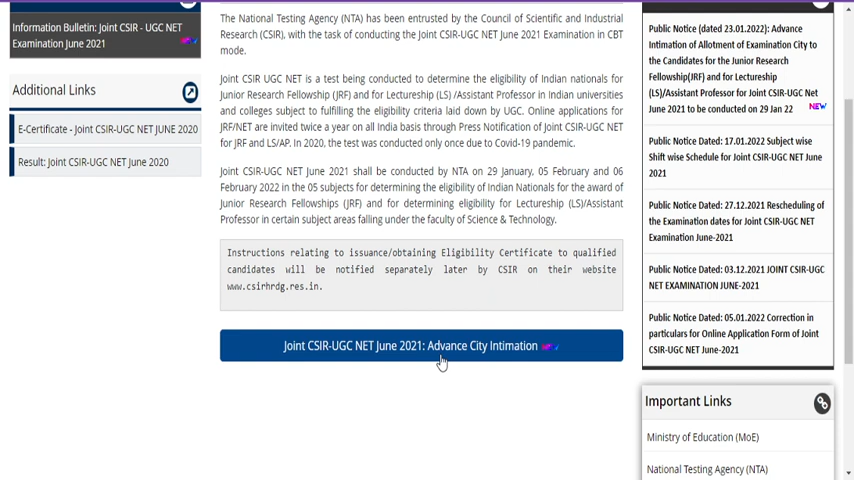 Information Bulletin: Joint CSIR - UGC NET
Examination June 2021
Additional Links
E-Certificate - Joint CSIR-UGC NET JUNE 2020
Result: Joint CSIR-UGC NET June 2020
The National Testing Agency (NTA) has been entrusted by the Council of Scientific and Industrial
Research (CSIR), with the task of conducting the Joint CSIR-UGC NET June 2021 Examination in CBT
mode.
Joint CSIR UGC NET is a test being conducted to determine the eligibility of Indian nationals for
Junior Research Fellowship (JRF) and for Lectureship (LS) /Assistant Professor in Indian universities
and colleges subject to fulfilling the eligibility criteria laid down by UGC. Online applications for
JRF/NET are invited twice a year on all India basis through Press Notification of Joint CSIR-UGC NET
for JRF and LS/AP. In 2020, the test was conducted only once due to Covid-19 pandemic.
Joint CSIR-UGC NET June 2021 shall be conducted by NTA on 29 January, 05 February and 06
February 2022 in the 05 subjects for determining the eligibility of Indian Nationals for the award of
Junior Research Fellowships (JRF) and for determining eligibility for Lectureship (LS)/Assistant
Professor in certain subject areas falling under the faculty of Science & Technology.
Instructions relating to issuance/obtaining Eligibility Certificate to qualified
candidates will be notified separately later by CSIR on their website
www.csirhrdg.res.in.
Joint CSIR-UGC NET June 2021: Advance City Intimation NEW
Public Notice (dated 23.01.2022): Advance
Intimation of Allotment of Examination City to
the Candidates for the Junior Research
Fellowship(JRF) and for Lectureship
(LS)/Assistant Professor for Joint CSIR-UGC Net
June 2021 to be conducted on 29 Jan 22 NEW
Public Notice Dated: 17.01.2022 Subject wise
Shift wise Schedule for Joint CSIR-UGC NET June
2021
Public Notice Dated: 27.12.2021 Rescheduling of
the Examination dates for Joint CSIR-UGC NET
Examination June-2021
Public Notice Dated: 03.12.2021 JOINT CSIR-UGC
NET EXAMINATION JUNE-2021
Public Notice Dated: 05.01.2022 Correction in
particulars for Online Application Form of Joint
CSIR-UGC NET June-2021
Important Links
Ministry of Education (MoE)
National Testing Agency (NTA)